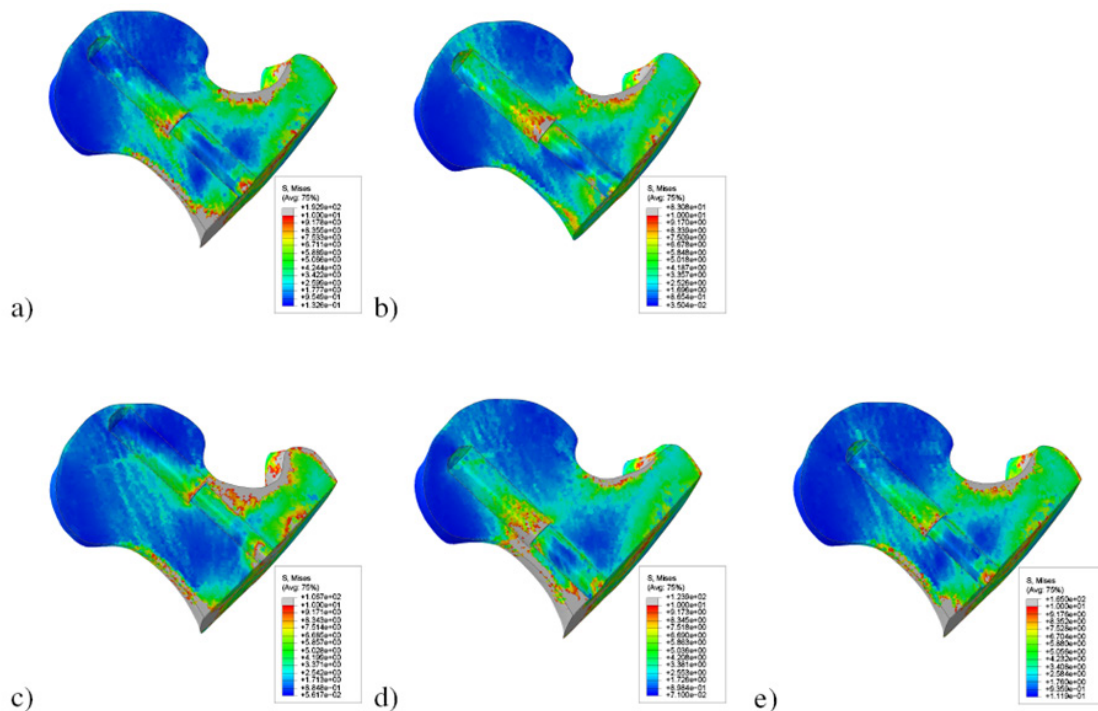 S, Mises
(Avg: 75%)
+1.929e+02
+1.000e+01
+9.178e+00
+8.355e+00
+7.533e+00
+6.711e+00
+5.889e+00
+5.066e+00
+4.244e+00
+3.422e+00
+2.599e+00
+1.777e+00
+9.549e-01
+1.326e-01
a)
S, Mises
(Avg: 75%)
+8.308e+01
+1.000e+01
+9.170e+00
+8.339e+00
+7.509e+00
+6.678e+00
+5.848e+00
+5.018e+00
+4.187e+00
+3.357e+00
+2.526e+00
+1.696e+00
+8.654e-01
+3.504e-02
b)
S, Mises
(Avg: 75%)
+1.067e+02
+1.000e+01
+9.171e+00
+8.343e+00
+7.514e+00
+6.685e+00
+5.857e+00
+5.028e+00
+4.199e+00
+3.371e+00
+2.542e+00
+1.713e+00
+8.848e-01
+5.617e-02
c)
S, Mises
(Avg: 75%)
+1.239e+02
+1.000e+01
+9.173e+00
+8.345e+00
+7.518e+00
+6.690e+00
+5.863e+00
+5.036e+00
+4.208e+00
+3.381e+00
+2.553e+00
+1.726e+00
+8.984e-01
+7.100e-02
d)
S, Mises
(Avg: 75%)
+1.650e+02
+1.000e+01
+9.176e+00
+8.352e+00
+7.528e+00
+6.704e+00
+5.880e+00
+5.056e+00
+4.232e+00
+3.408e+00
+2.584e+00
+1.760e+00
+9.359e-01
+1.119e-01
e)